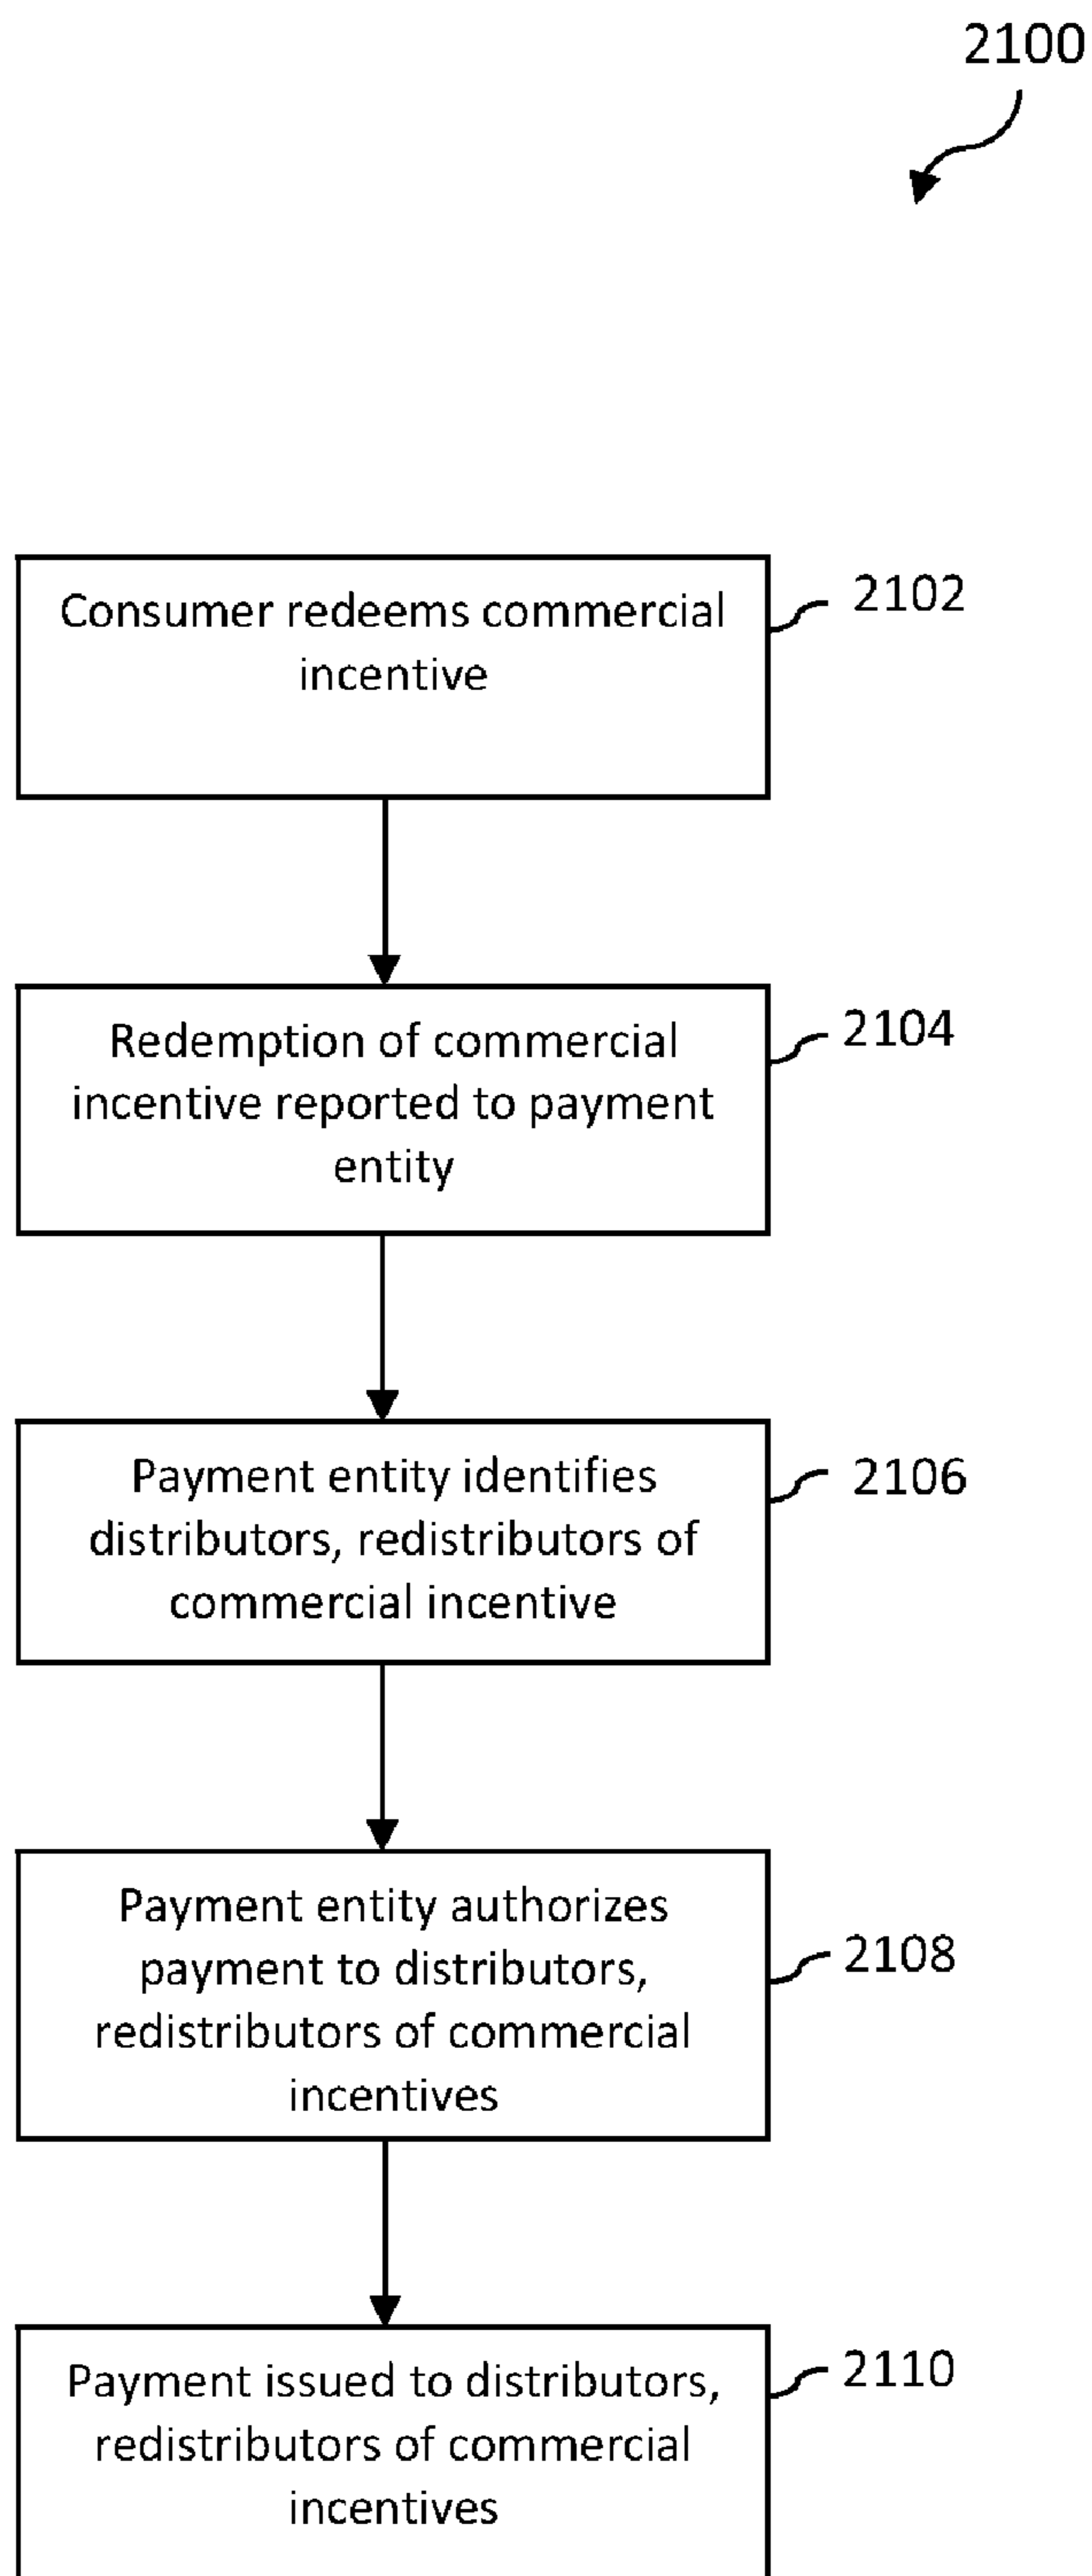 2100
Consumer redeems commercial
incentive
2102
Redemption of commercial
incentive reported to payment
entity
2104
Payment entity identifies
distributors, redistributors of
commercial incentive
2106
Payment entity authorizes
payment to distributors,
redistributors of commercial
incentives
2108
Payment issued to distributors,
redistributors of commercial
incentives
2110